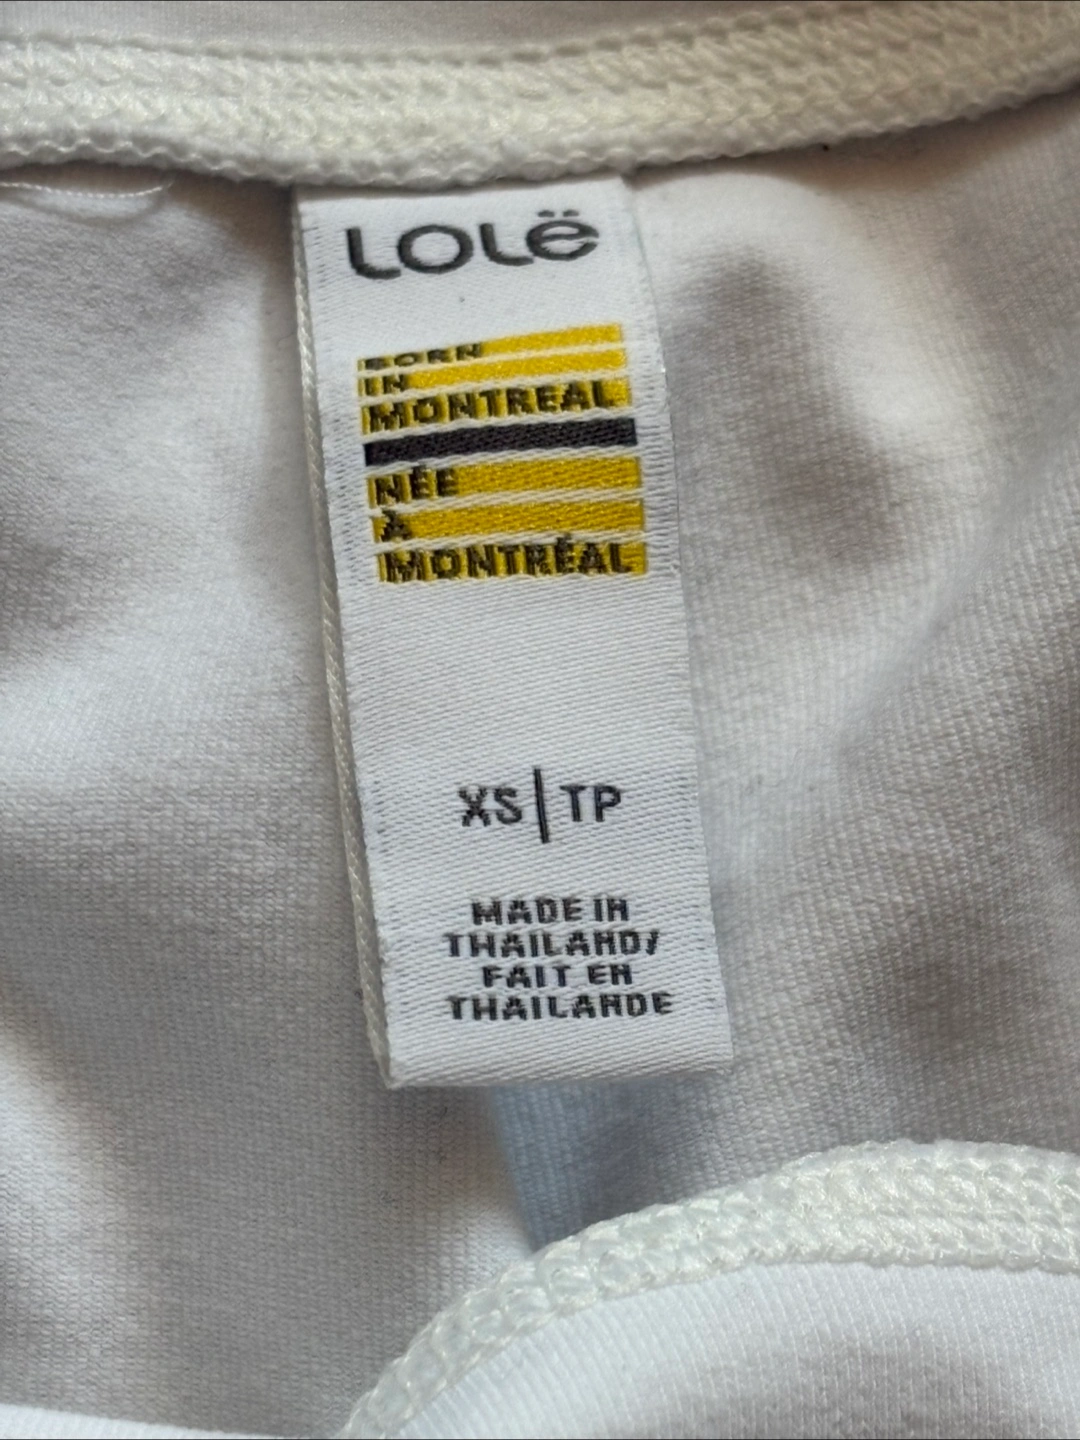 LOLë
BORN
IN
MONTREAL
NÉE
À
MONTRÉAL
XS|TP
MADE IN
THAILAND/
FAIT EN
THAILANDE